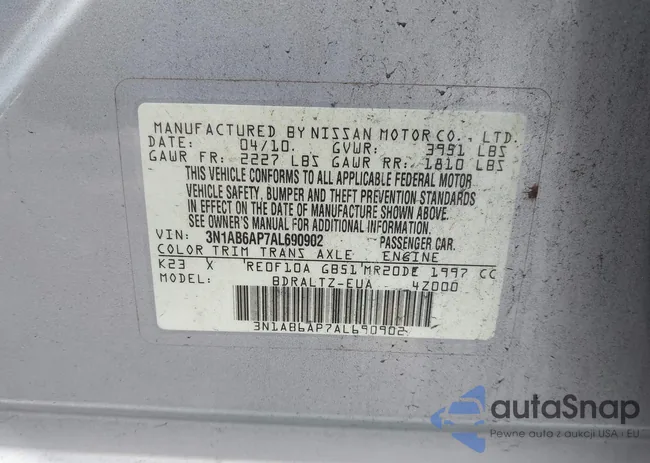 MANUFACTURED BY NISSAN MOTOR CO., LTD.
DATE: 04/10. GVWR: 3951 LBS
GAWR FR: 2227 LBS GAWR RR: 1810 LBS
THIS VEHICLE CONFORMS TO ALL APPLICABLE FEDERAL MOTOR
VEHICLE SAFETY, BUMPER AND THEFT PREVENTION STANDARDS
IN EFFECT ON THE DATE OF MANUFACTURE SHOWN ABOVE.
SEE OWNER'S MANUAL FOR ADDITIONAL INFORMATION.
VIN: 3N1AB6AP7AL690902 PASSENGER CAR.
COLOR TRIM TRANS AXLE ENGINE
K23 X RE0F10A GB51 MR20DE 1997 CC
MODEL: BDRALTZ-EUA 4Z000
3N1AB6AP7AL690902
autoSnap
Pewne auta z aukcji USA i EU